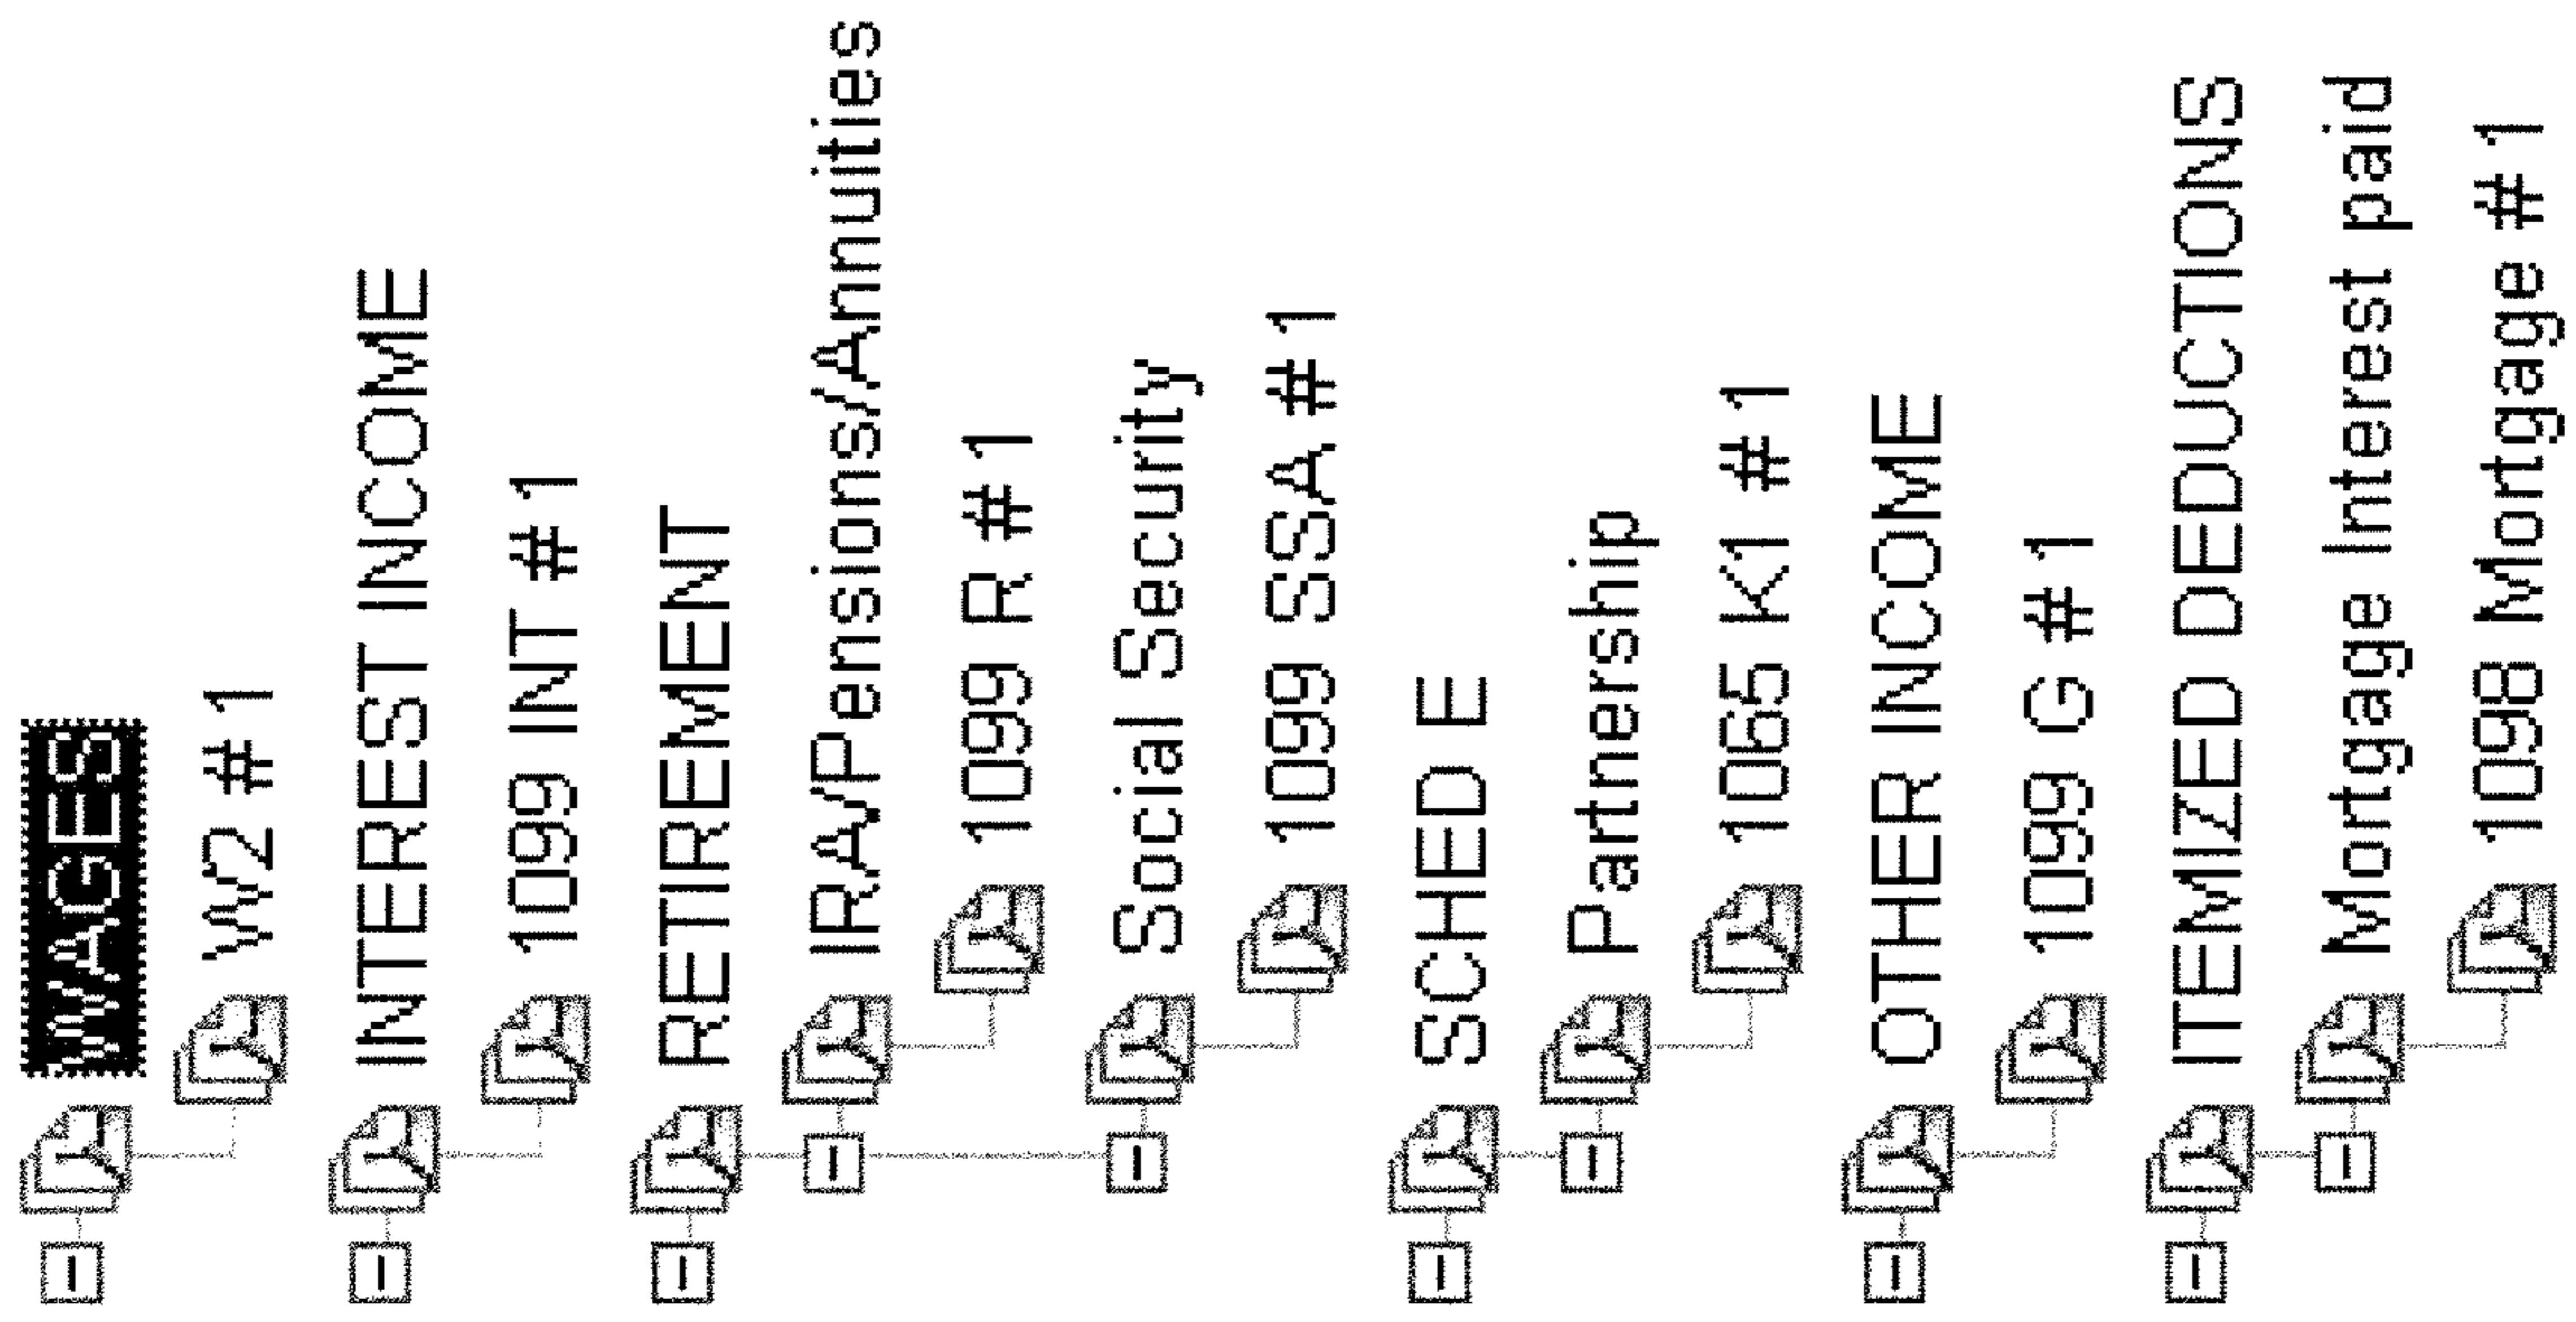 WAGES
W2 #1
INTEREST INCOME
1099 INT #1
RETIREMENT
IRA/Pensions/Annuities
1099 R #1
Social Security
1099 SSA #1
SCHED E
Partnership
1065 K1 #1
OTHER INCOME
1099 G #1
ITEMIZED DEDUCTIONS
Mortgage Interest paid
1098 Mortgage #1